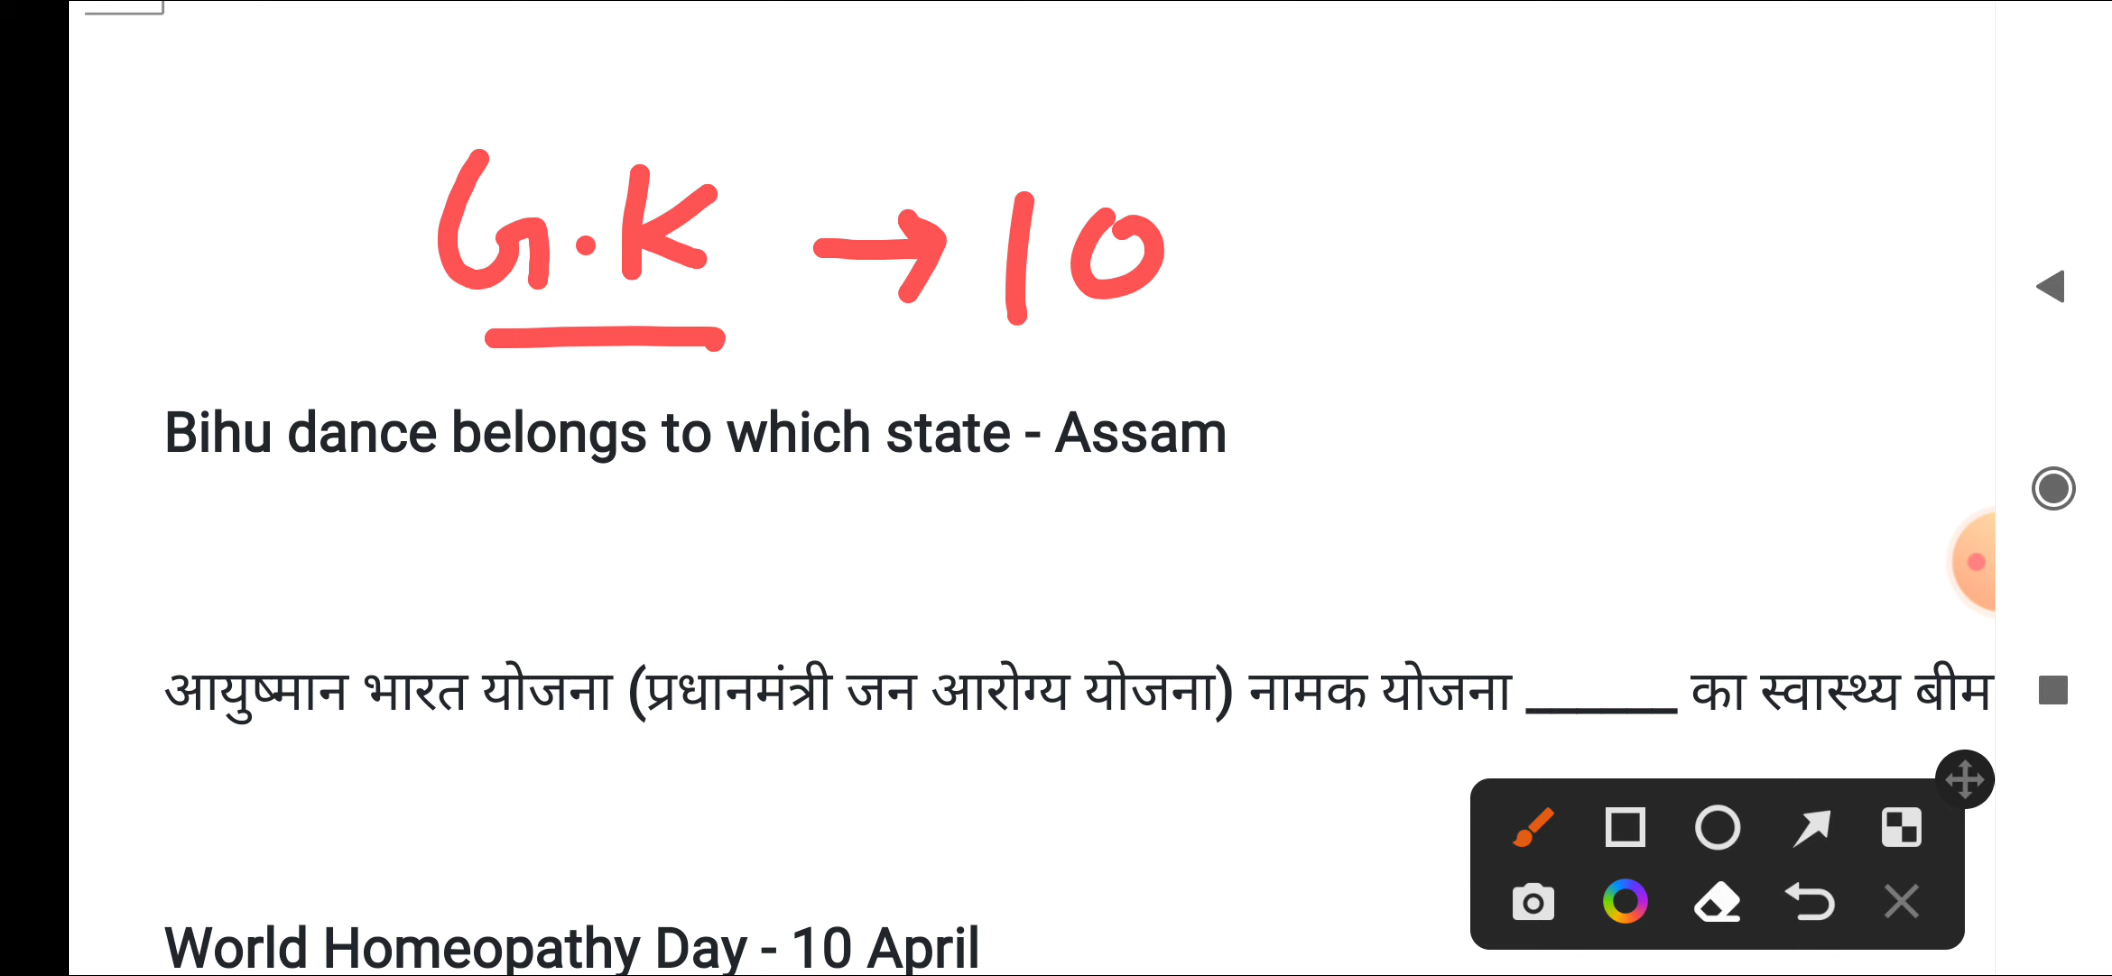 G.K → 10
Bihu dance belongs to which state - Assam
आयुष्मान भारत योजना (प्रधानमंत्री जन आरोग्य योजना) नामक योजना ______ का स्वास्थ्य बीम
World Homeopathy Day - 10 April